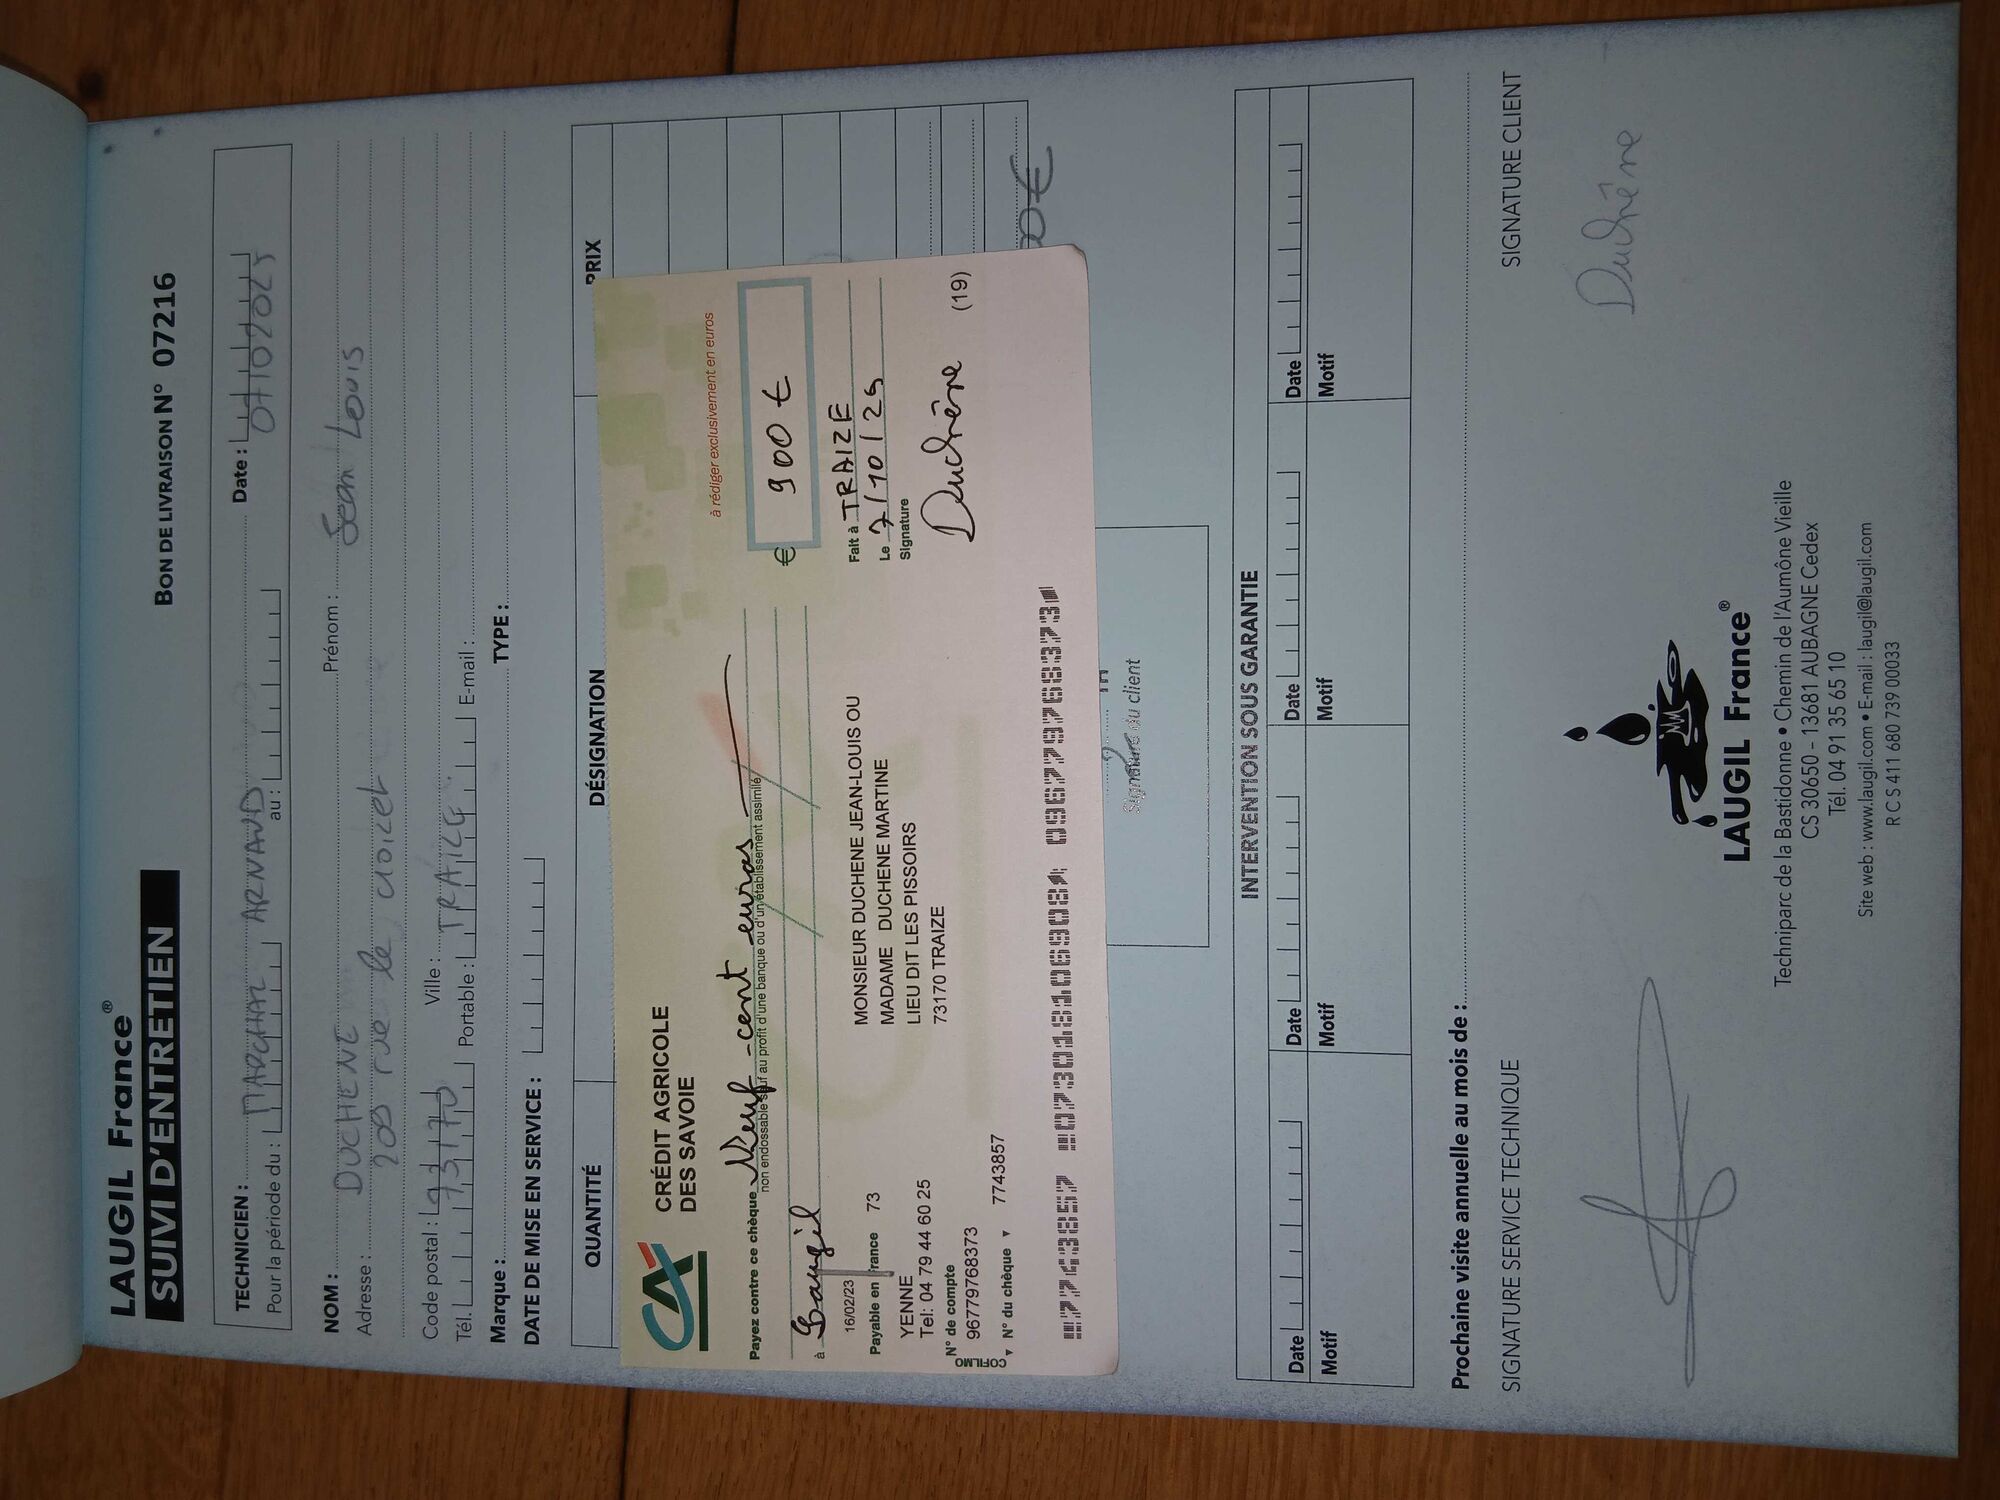 LAUGIL France®
SUIVI D'ENTRETIEN
BON DE LIVRAISON N° 07216
TECHNICIEN : MARCHAL ARNAUD
Date : 07102025
Pour la période du : au :
NOM : DUCHENE Prénom : Jean Louis
Adresse : 200 rue le
Code postal : 73170 Ville : TRAIZE
Tél. Portable : E-mail :
Marque : TYPE :
DATE DE MISE EN SERVICE :
QUANTITÉ DÉSIGNATION PRIX
CRÉDIT AGRICOLE
DES SAVOIE
à rédiger exclusivement en euros
Payez contre ce chèque Neuf-cent euros
non endossable sauf au profit d'une banque ou d'un établissement assimilé
€ 900 €
à Laugil
16/02/23
Payable en France 73
YENNE
Tel: 04 79 44 60 25
N° de compte
96779768373
COFILMO
N° du chèque 7743857
MONSIEUR DUCHENE JEAN-LOUIS OU
MADAME DUCHENE MARTINE
LIEU DIT LES PISSOIRS
73170 TRAIZE
Fait à TRAIZE
Le 7/10/25
Signature
Duchêne
(19)
7743857 073018106908 096779768373
00€
Signature du client
INTERVENTION SOUS GARANTIE
Date Date Date Date
Motif Motif Motif Motif
Prochaine visite annuelle au mois de :
SIGNATURE SERVICE TECHNIQUE SIGNATURE CLIENT
Duchêne
LAUGIL France®
Techniparc de la Bastidonne • Chemin de l'Aumône Vieille
CS 30650 - 13681 AUBAGNE Cedex
Tél. 04 91 35 65 10
Site web : www.laugil.com • E-mail : laugil@laugil.com
R C S 411 680 739 00033